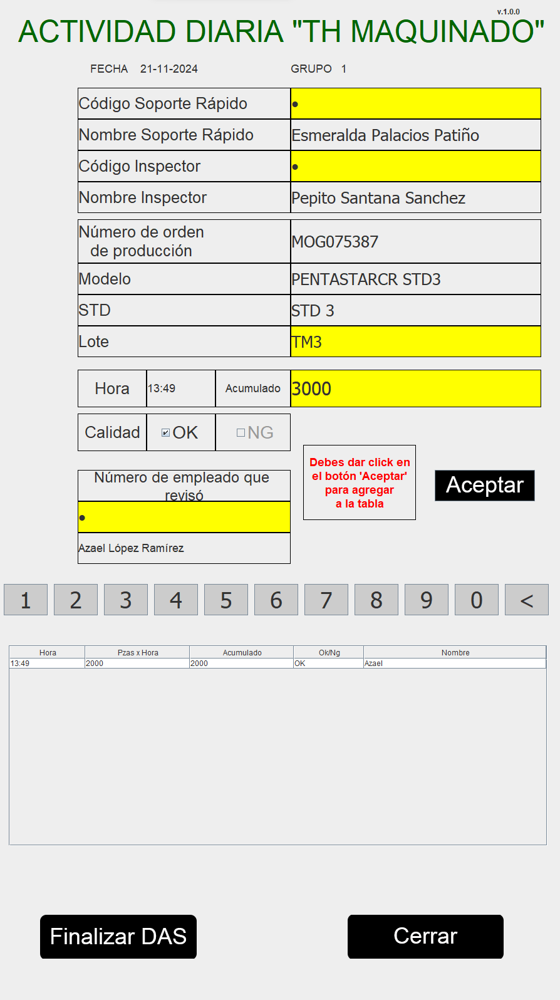 v.1.0.0
ACTIVIDAD DIARIA "TH MAQUINADO"
FECHA 21-11-2024 GRUPO 1
Código Soporte Rápido ●
Nombre Soporte Rápido Esmeralda Palacios Patiño
Código Inspector ●
Nombre Inspector Pepito Santana Sanchez
Número de orden
de producción
MOG075387
Modelo PENTASTARCR STD3
STD STD 3
Lote TM3
Hora 13:49 Acumulado 3000
Calidad OK NG
Debes dar click en
el botón 'Aceptar'
para agregar
a la tabla
Aceptar
Número de empleado que
revisó
●
Azael López Ramírez
1 2 3 4 5 6 7 8 9 0 <
Hora Pzas x Hora Acumulado Ok/Ng Nombre
13:49 2000 2000 OK Azael
Finalizar DAS Cerrar